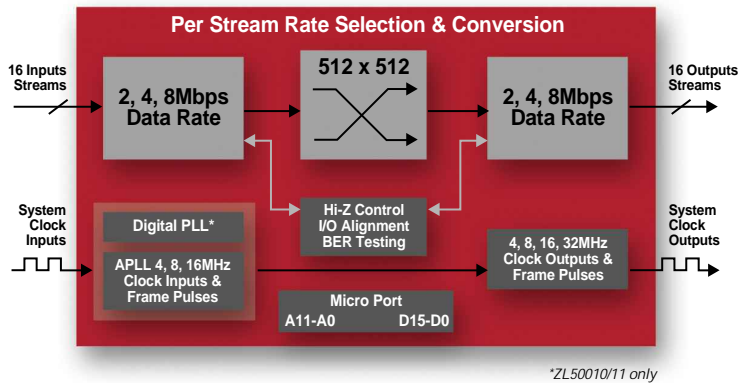 Per Stream Rate Selection & Conversion
16 Inputs
Streams
2, 4, 8Mbps
Data Rate
512 x 512
2, 4, 8Mbps
Data Rate
16 Outputs
Streams
Hi-Z Control
I/O Alignment
BER Testing
System
Clock
Inputs
Digital PLL*
APLL 4, 8, 16MHz
Clock Inputs &
Frame Pulses
4, 8, 16, 32MHz
Clock Outputs &
Frame Pulses
System
Clock
Outputs
Micro Port
A11-A0 D15-D0
*ZL50010/11 only